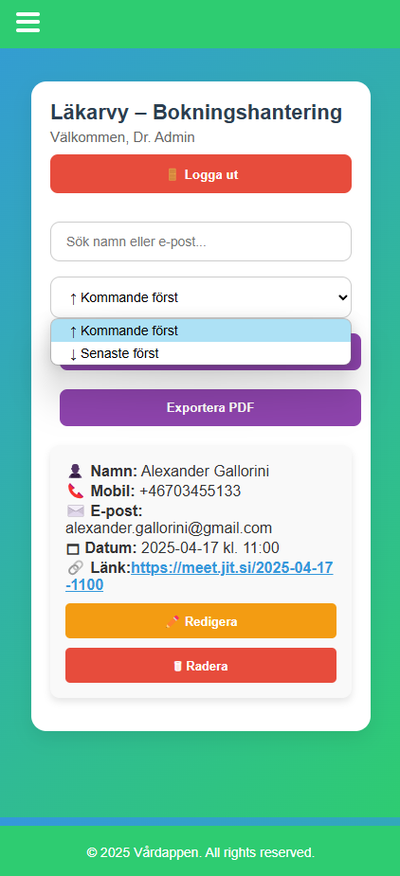 Läkarvy – Bokningshantering
Välkommen, Dr. Admin
Logga ut
Sök namn eller e-post...
↑ Kommande först
↑ Kommande först
↓ Senaste först
Exportera PDF
Namn: Alexander Gallorini
Mobil: +46703455133
E-post:
alexander.gallorini@gmail.com
Datum: 2025-04-17 kl. 11:00
Länk:https://meet.jit.si/2025-04-17
-1100
Redigera
Radera
© 2025 Vårdappen. All rights reserved.